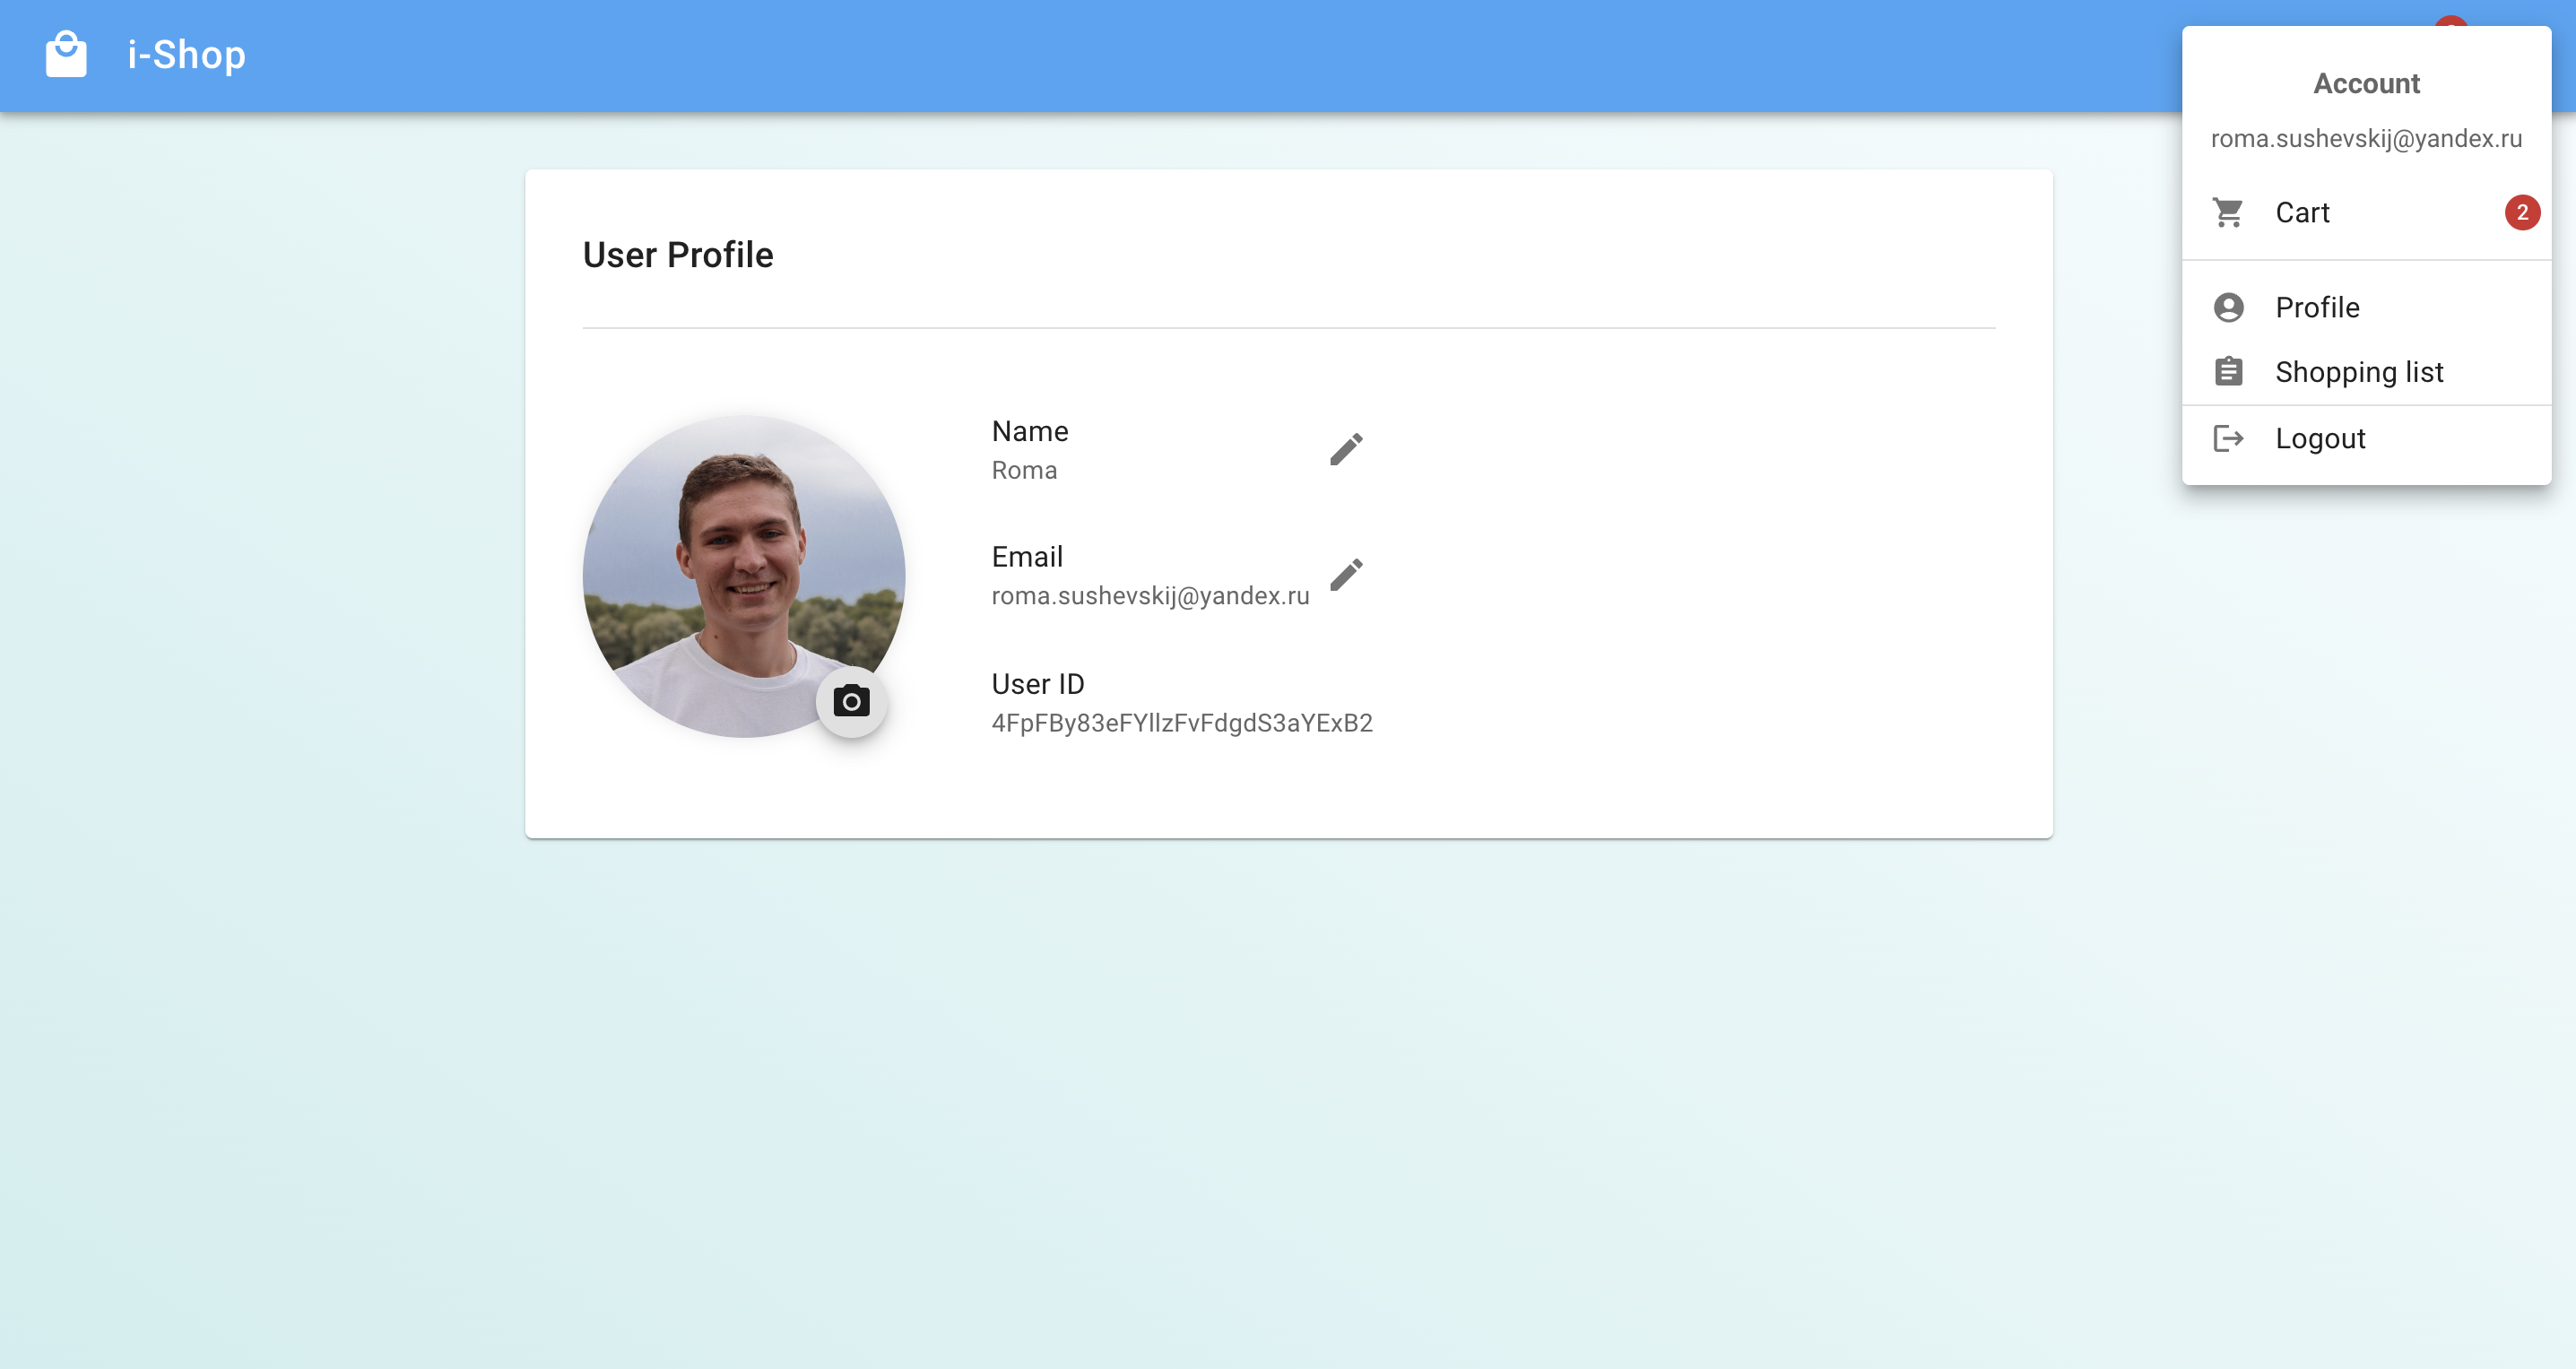 i-Shop
Account
roma.sushevskij@yandex.ru
Cart 2
Profile
Shopping list
Logout
User Profile
Name
Roma
Email
roma.sushevskij@yandex.ru
User ID
4FpFBy83eFYllzFvFdgdS3aYExB2